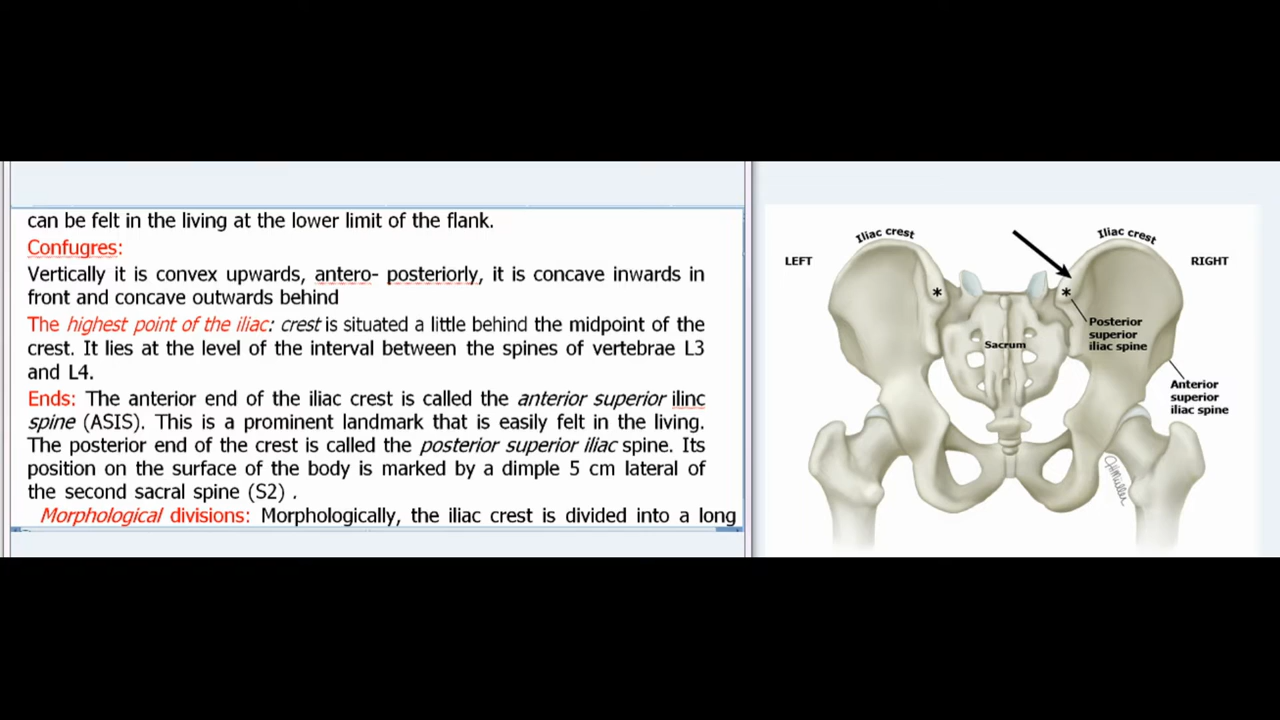 can be felt in the living at the lower limit of the flank.
Confugres:
Vertically it is convex upwards, antero- posteriorly, it is concave inwards in
front and concave outwards behind
The highest point of the iliac: crest is situated a little behind the midpoint of the
crest. It lies at the level of the interval between the spines of vertebrae L3
and L4.
Ends: The anterior end of the iliac crest is called the anterior superior ilinc
spine (ASIS). This is a prominent landmark that is easily felt in the living.
The posterior end of the crest is called the posterior superior iliac spine. Its
position on the surface of the body is marked by a dimple 5 cm lateral of
the second sacral spine (S2) .
Morphological divisions: Morphologically, the iliac crest is divided into a long
Iliac crest
Iliac crest
LEFT
RIGHT
*
*
Posterior
superior
iliac spine
Sacrum
Anterior
superior
iliac spine